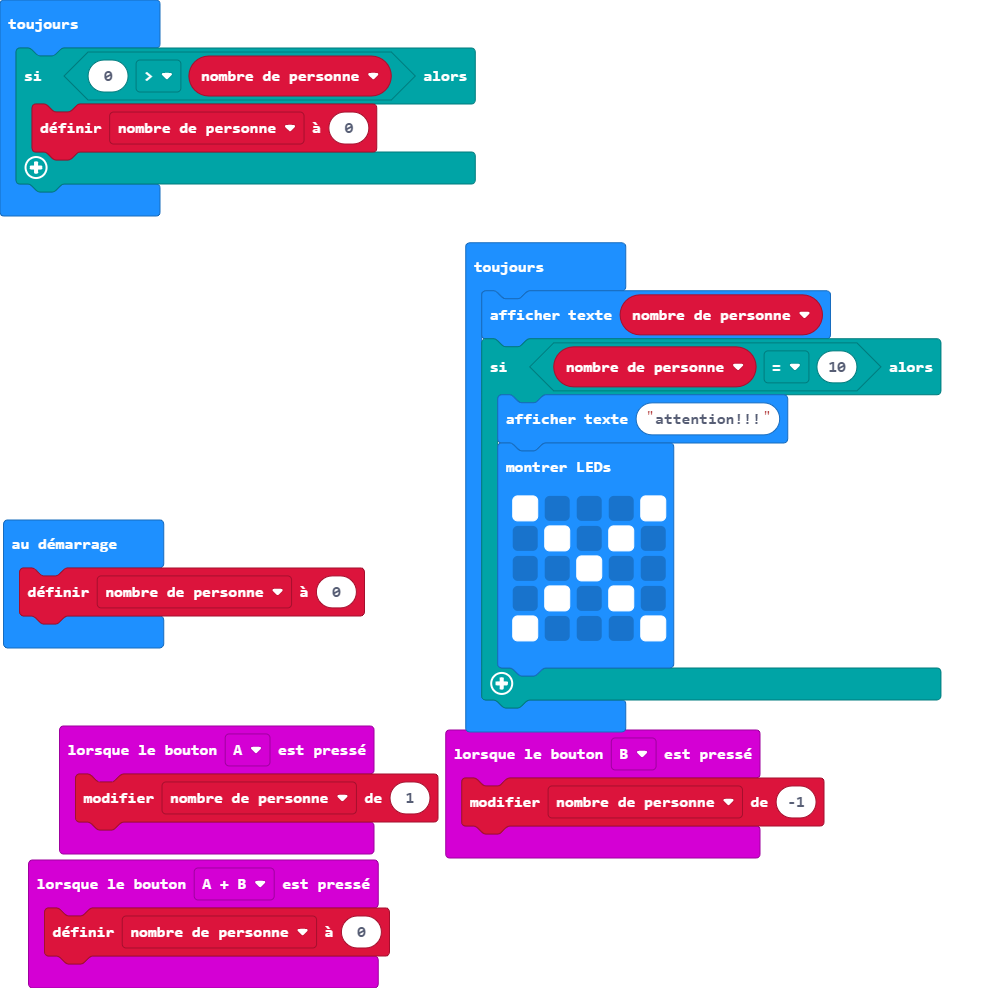 toujours
si 0 > nombre de personne alors
définir nombre de personne à 0
toujours
afficher texte nombre de personne
si nombre de personne = 10 alors
afficher texte "attention!!!"
montrer LEDs
au démarrage
définir nombre de personne à 0
lorsque le bouton A est pressé
modifier nombre de personne de 1
lorsque le bouton B est pressé
modifier nombre de personne de -1
lorsque le bouton A + B est pressé
définir nombre de personne à 0